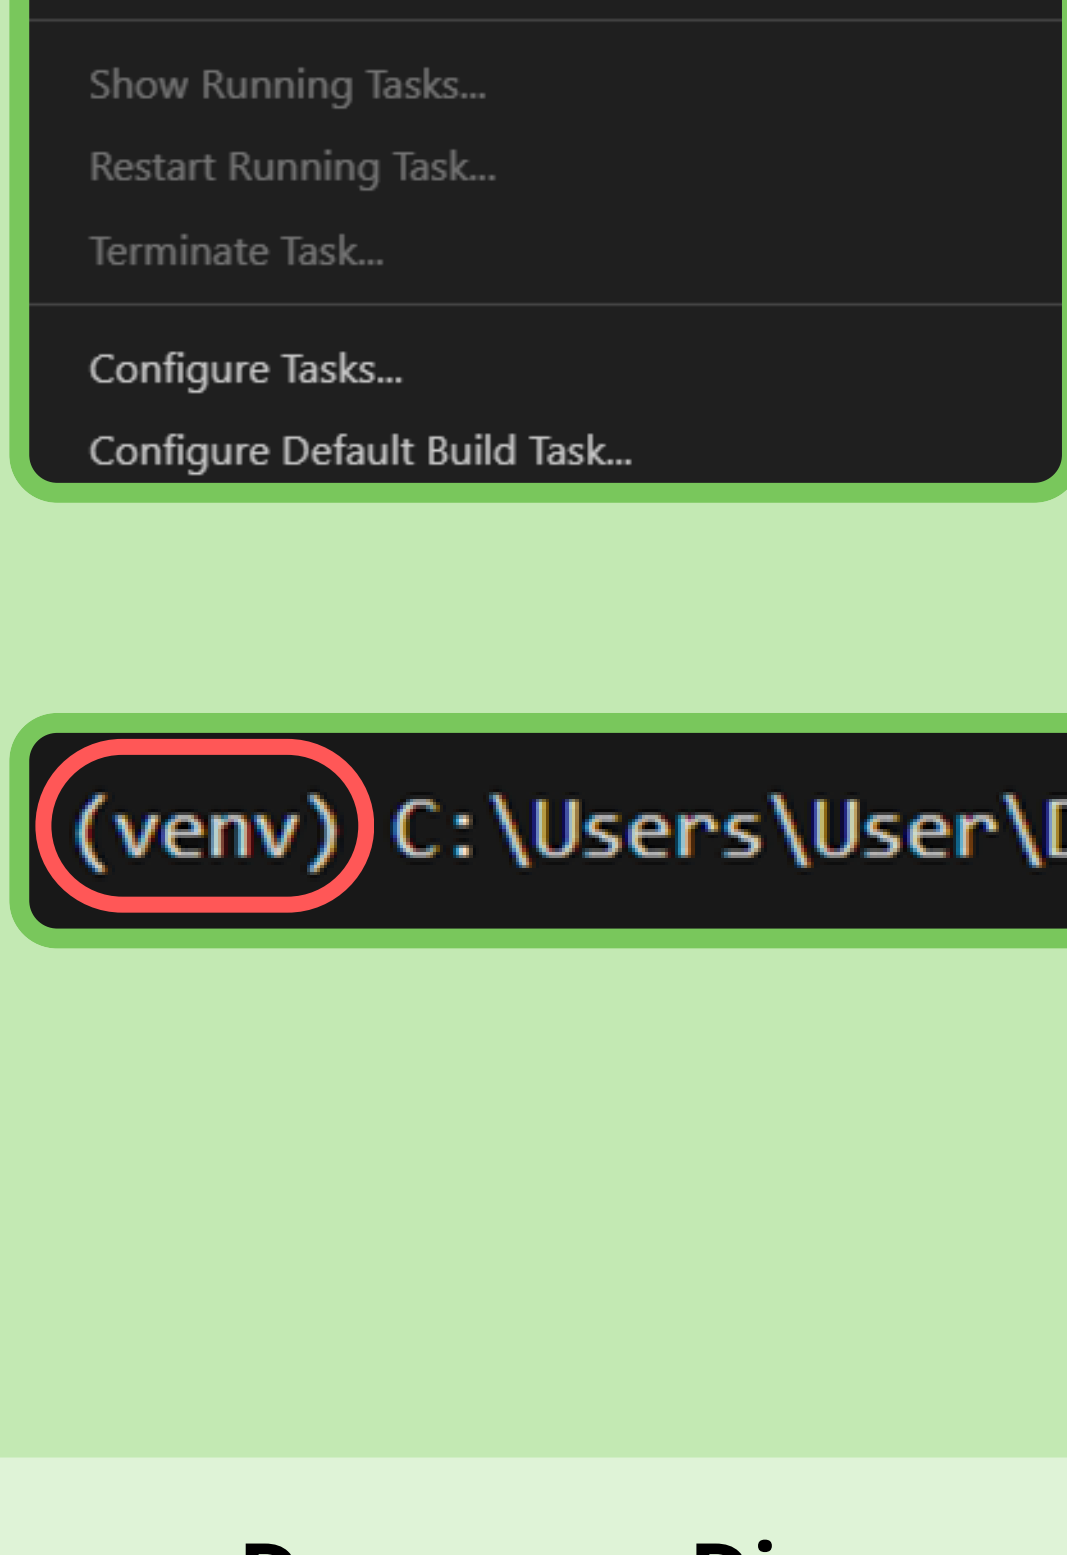 Show Running Tasks...
Restart Running Task...
Terminate Task...
Configure Tasks...
Configure Default Build Task...
(venv) C:\Users\User\